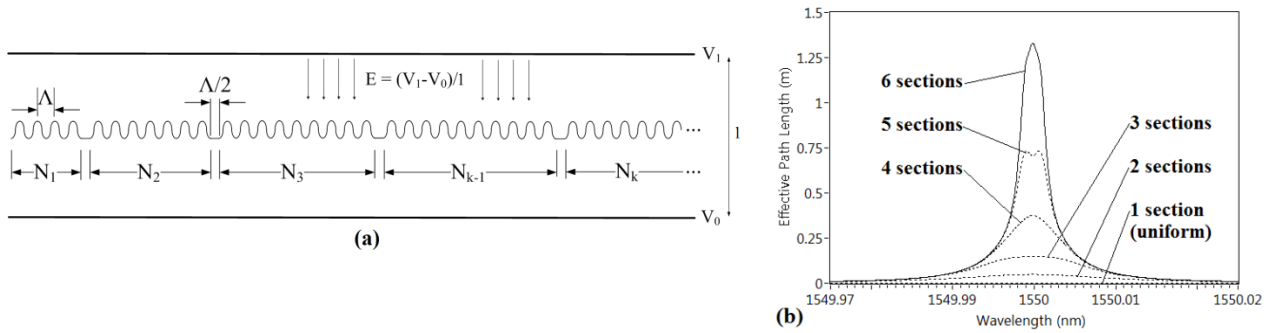 V₁
Λ/2
E = (V₁-V₀)/l
Λ
l
...
N₁
N₂
N₃
Nₖ₋₁
Nₖ
...
V₀
(a)
1.5
1.25
1
0.75
0.5
0.25
0
Effective Path Length (m)
6 sections
5 sections
4 sections
3 sections
2 sections
1 section
(uniform)
1549.97
1549.99
1550
1550.01
1550.02
Wavelength (nm)
(b)